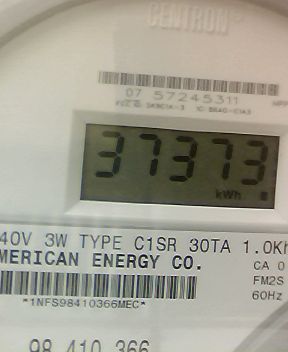 CENTRON®
07 57245311
37373
kWh
40V 3W TYPE C1SR 30TA 1.0Kh
MERICAN ENERGY CO.
CA 0
FM2S
60Hz
*1NFS98410366MEC*
98 410 366